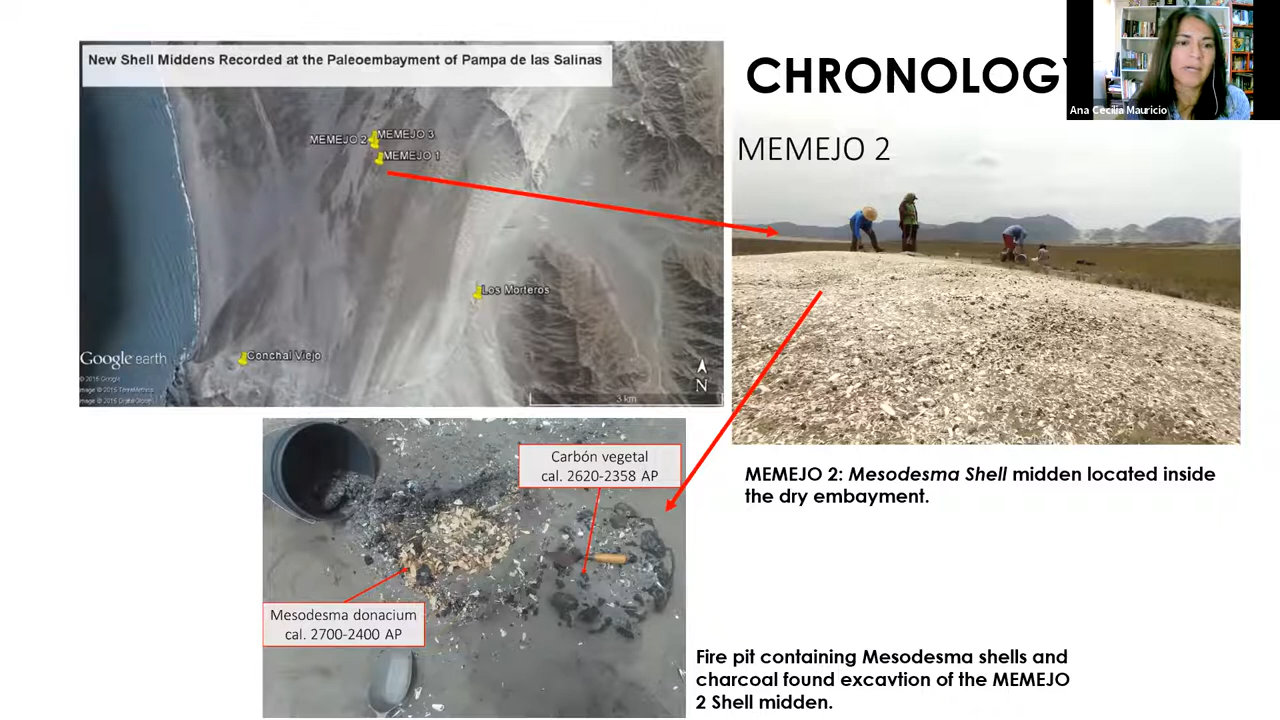 New Shell Middens Recorded at the Paleoembayment of Pampa de las Salinas
MEMEJO 2
MEMEJO 3
MEMEJO 1
Los Morteros
Conchal Viejo
Google earth
© 2016 Google
N
3 km
CHRONOLOGY
Ana Cecilia Mauricio
MEMEJO 2
MEMEJO 2: Mesodesma Shell midden located inside
the dry embayment.
Carbón vegetal
cal. 2620-2358 AP
Mesodesma donacium
cal. 2700-2400 AP
Fire pit containing Mesodesma shells and
charcoal found excavtion of the MEMEJO
2 Shell midden.